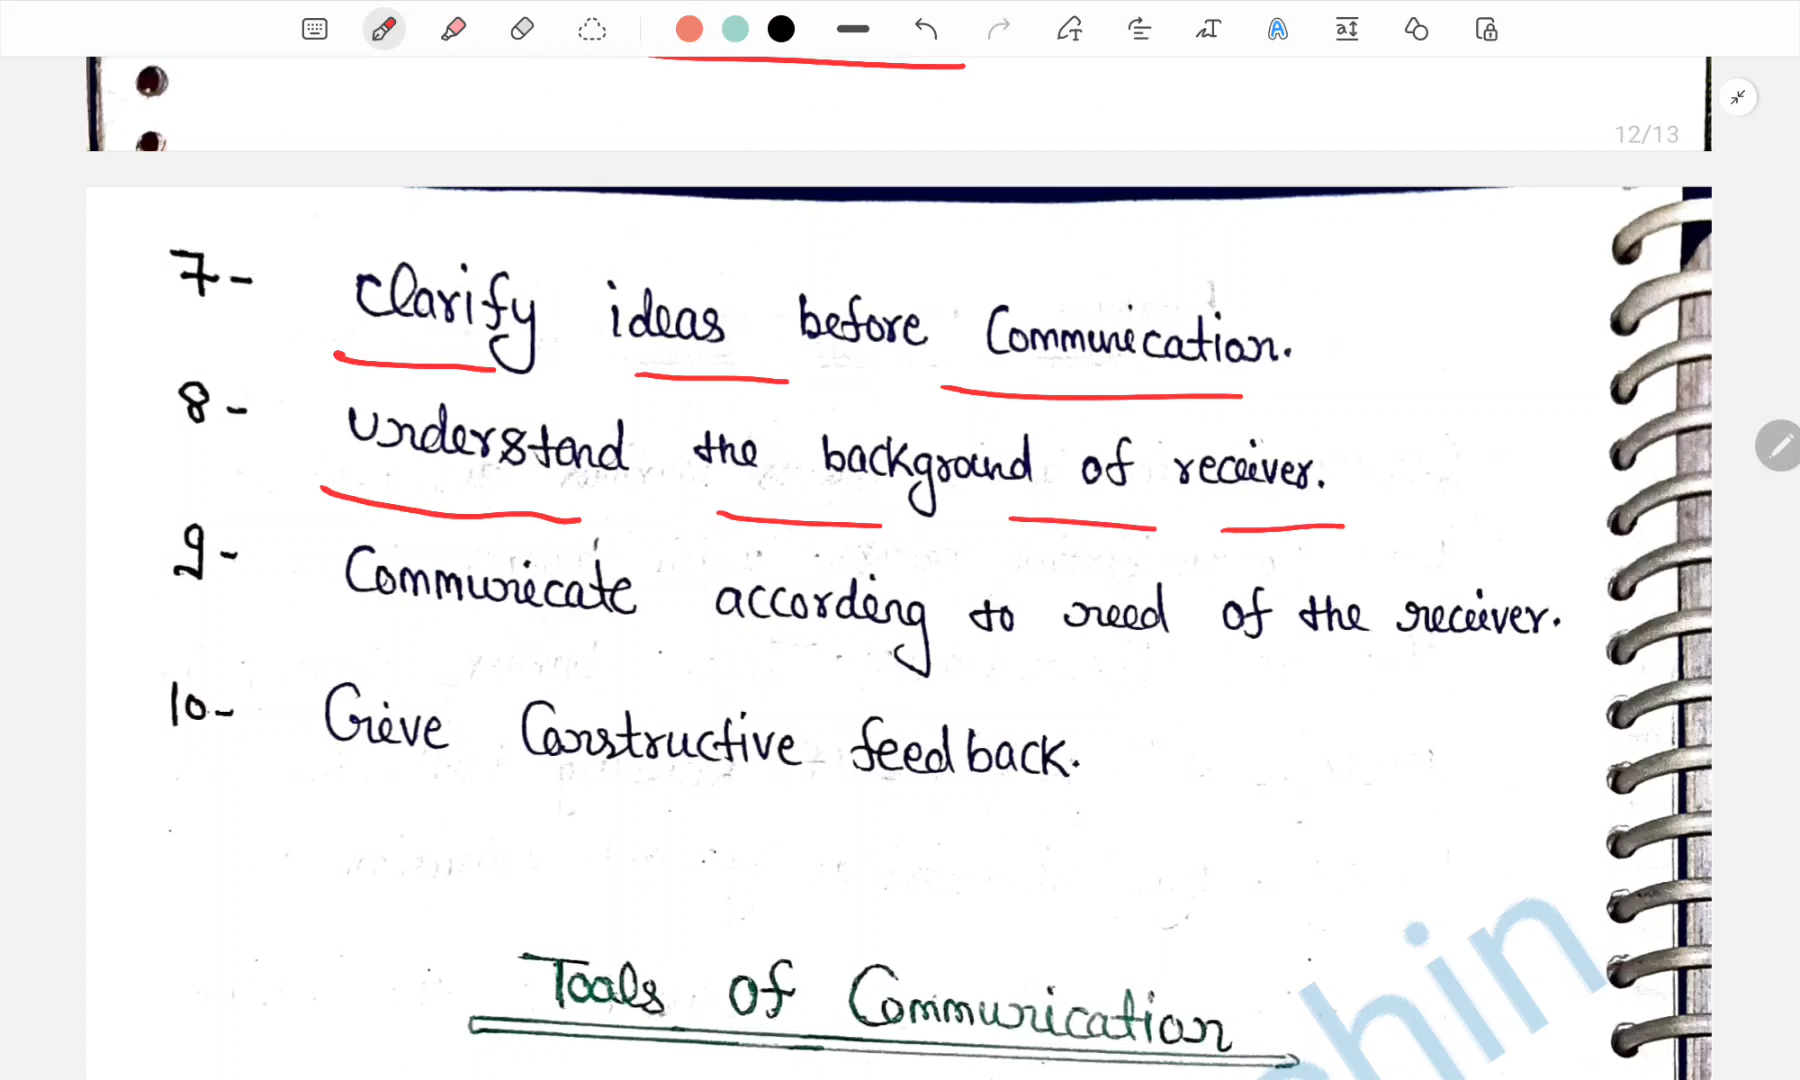 12/13
7- Clarify ideas before Communication.
8- understand the background of receiver.
9- Communicate according to need of the receiver.
10- Give Constructive feedback.
Tools of Communication
hin